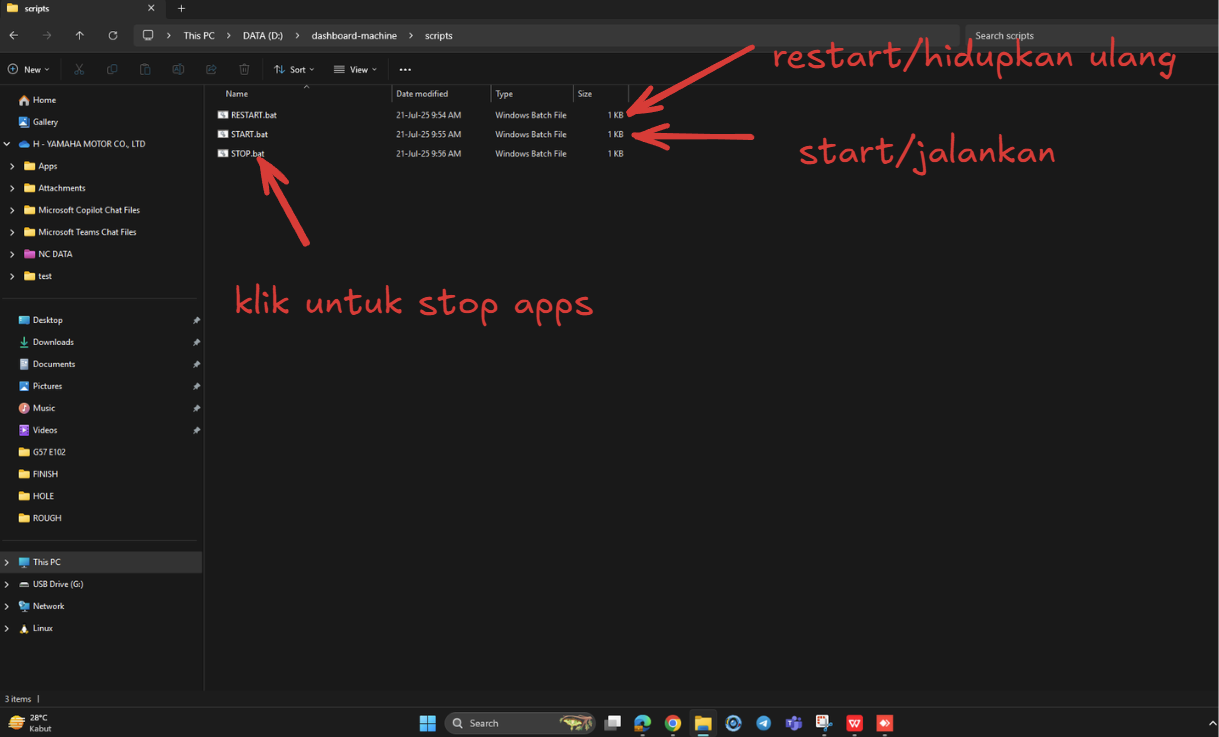 scripts
This PC > DATA (D:) > dashboard-machine > scripts
Search scripts
New
Sort
View
restart/hidupkan ulang
Name Date modified Type Size
RESTART.bat 21-Jul-25 9:54 AM Windows Batch File 1 KB
START.bat 21-Jul-25 9:55 AM Windows Batch File 1 KB
STOP.bat 21-Jul-25 9:56 AM Windows Batch File 1 KB
start/jalankan
klik untuk stop apps
Home
Gallery
H - YAMAHA MOTOR CO., LTD
Apps
Attachments
Microsoft Copilot Chat Files
Microsoft Teams Chat Files
NC DATA
test
Desktop
Downloads
Documents
Pictures
Music
Videos
G57 E102
FINISH
HOLE
ROUGH
This PC
USB Drive (G:)
Network
Linux
3 items
28°C
Kabut
Search